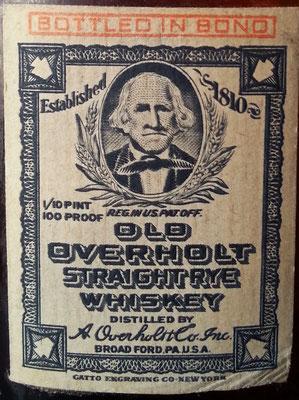 BOTTLED IN BOND
Established 1810
1/10 PINT
100 PROOF
REG. IN U.S. PAT. OFF.
OLD
OVERHOLT
STRAIGHT RYE
WHISKEY
DISTILLED BY
A. Overholt & Co. Inc.
BROAD FORD, PA., U.S.A.
GATTO ENGRAVING CO·NEW YORK